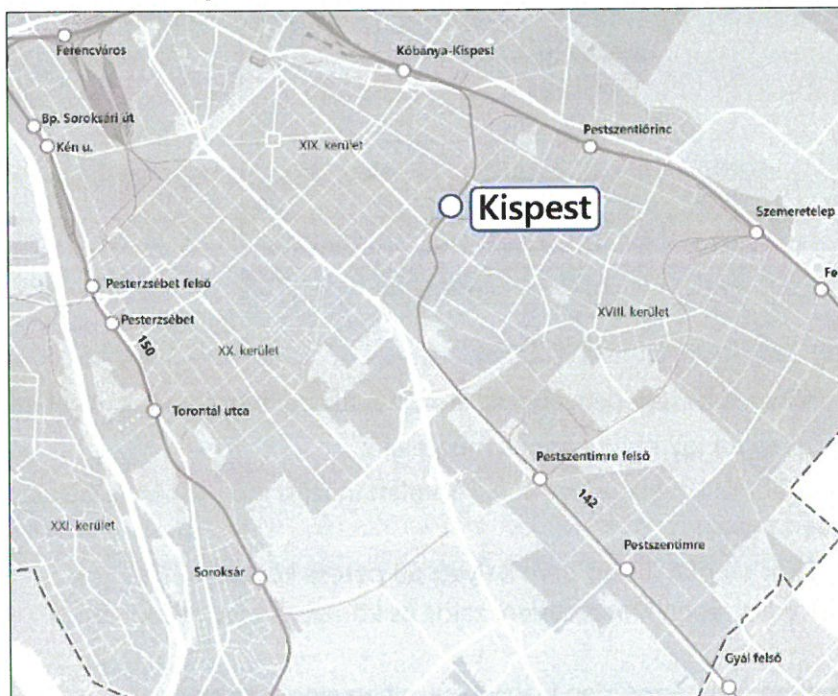 Ferencváros
Kőbánya-Kispest
Bp. Soroksári út
Kén u.
XIX. kerület
Pestszentlőrinc
Kispest
Szemeretelep
Fe
Pesterzsébet felső
Pesterzsébet
150
XX. kerület
XVIII. kerület
Torontál utca
Pestszentimre felső
142
XXI. kerület
Soroksár
Pestszentimre
Gyál felső